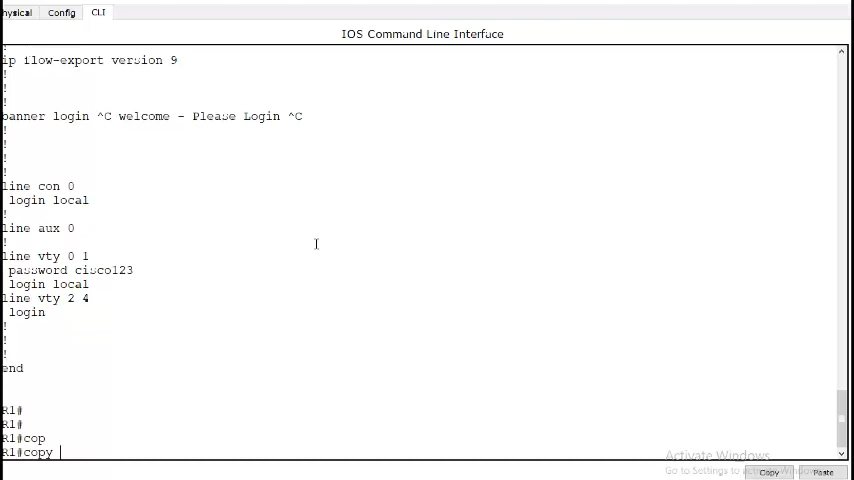 hysical Config CLI
IOS Command Line Interface
!
ip flow-export version 9
!
!
!
banner login ^C welcome - Please Login ^C
!
!
!
!
line con 0
login local
!
line aux 0
!
line vty 0 1
password cisco123
login local
line vty 2 4
login
!
!
!
end
R1#
R1#
R1#cop
R1#copy
Activate Windows
Go to Settings to activate Windows.
Copy Paste